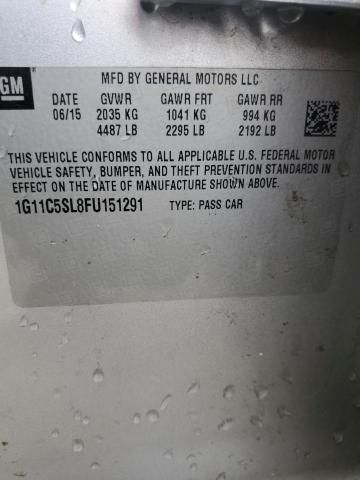 GM
MFD BY GENERAL MOTORS LLC
DATE GVWR GAWR FRT GAWR RR
06/15 2035 KG 1041 KG 994 KG
4487 LB 2295 LB 2192 LB
THIS VEHICLE CONFORMS TO ALL APPLICABLE U.S. FEDERAL MOTOR
VEHICLE SAFETY, BUMPER, AND THEFT PREVENTION STANDARDS
IN EFFECT ON THE DATE OF MANUFACTURE SHOWN ABOVE.
1G11C5SL8FU151291 TYPE: PASS CAR